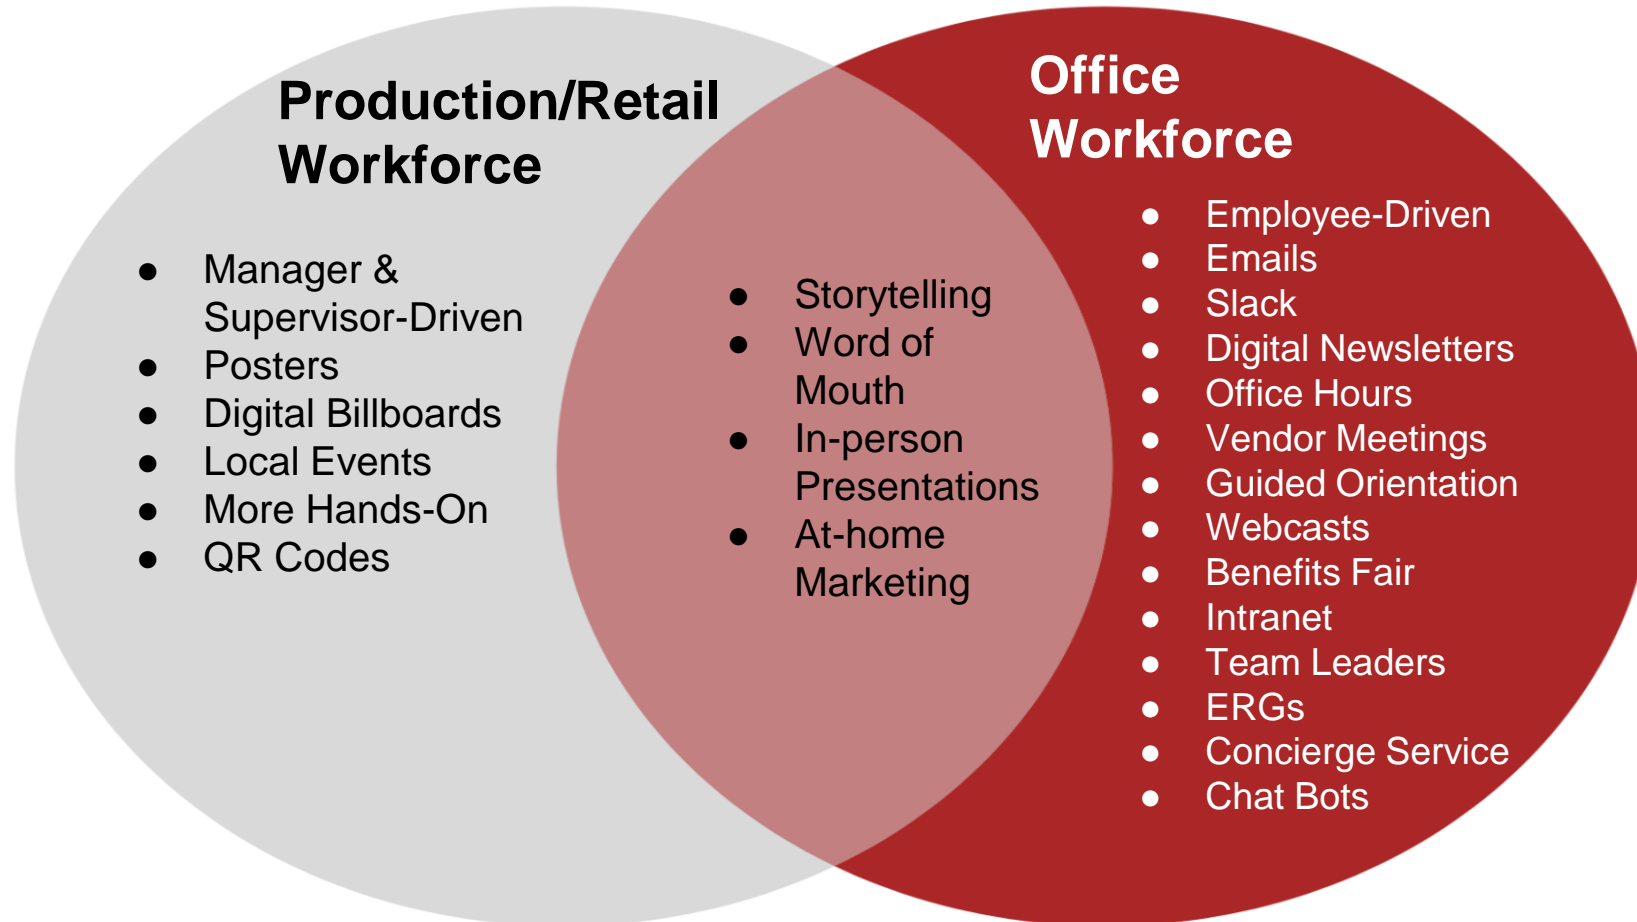 Production/Retail
Workforce
● Manager &
Supervisor-Driven
● Posters
● Digital Billboards
● Local Events
● More Hands-On
● QR Codes
● Storytelling
● Word of
Mouth
● In-person
Presentations
● At-home
Marketing
Office
Workforce
● Employee-Driven
● Emails
● Slack
● Digital Newsletters
● Office Hours
● Vendor Meetings
● Guided Orientation
● Webcasts
● Benefits Fair
● Intranet
● Team Leaders
● ERGs
● Concierge Service
● Chat Bots